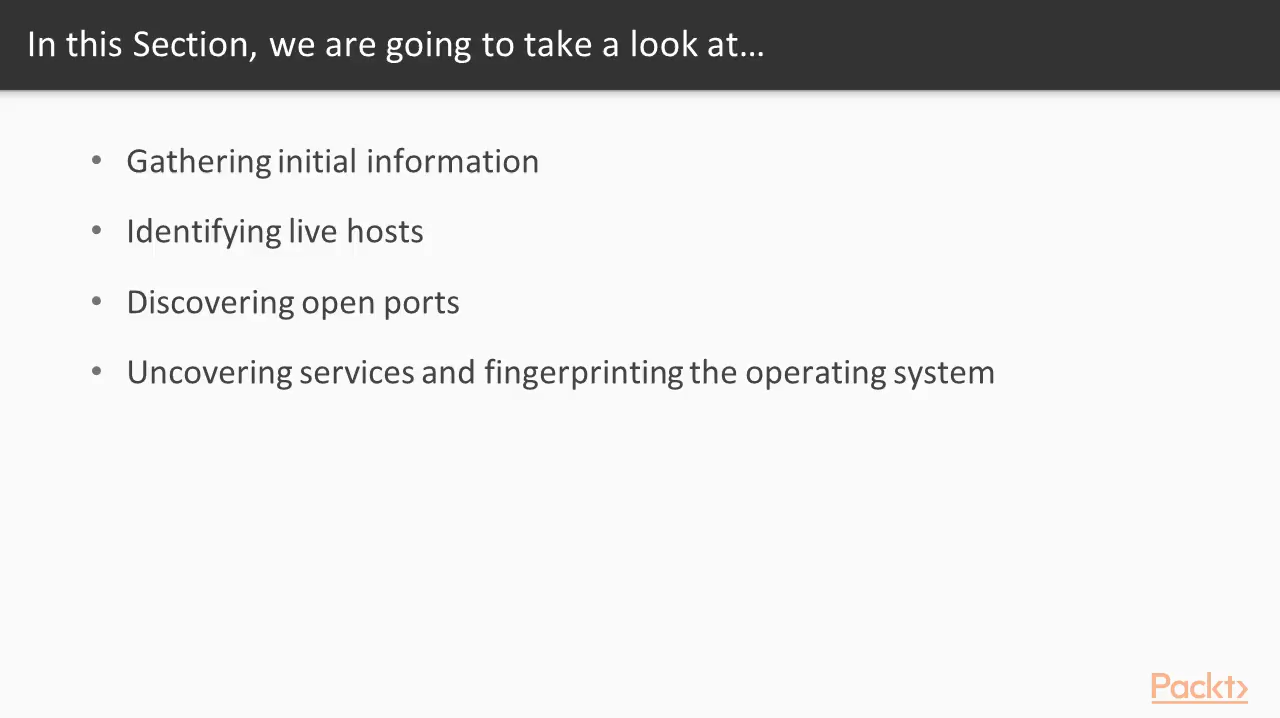 In this Section, we are going to take a look at...
• Gathering initial information
• Identifying live hosts
• Discovering open ports
• Uncovering services and fingerprinting the operating system
Packt>